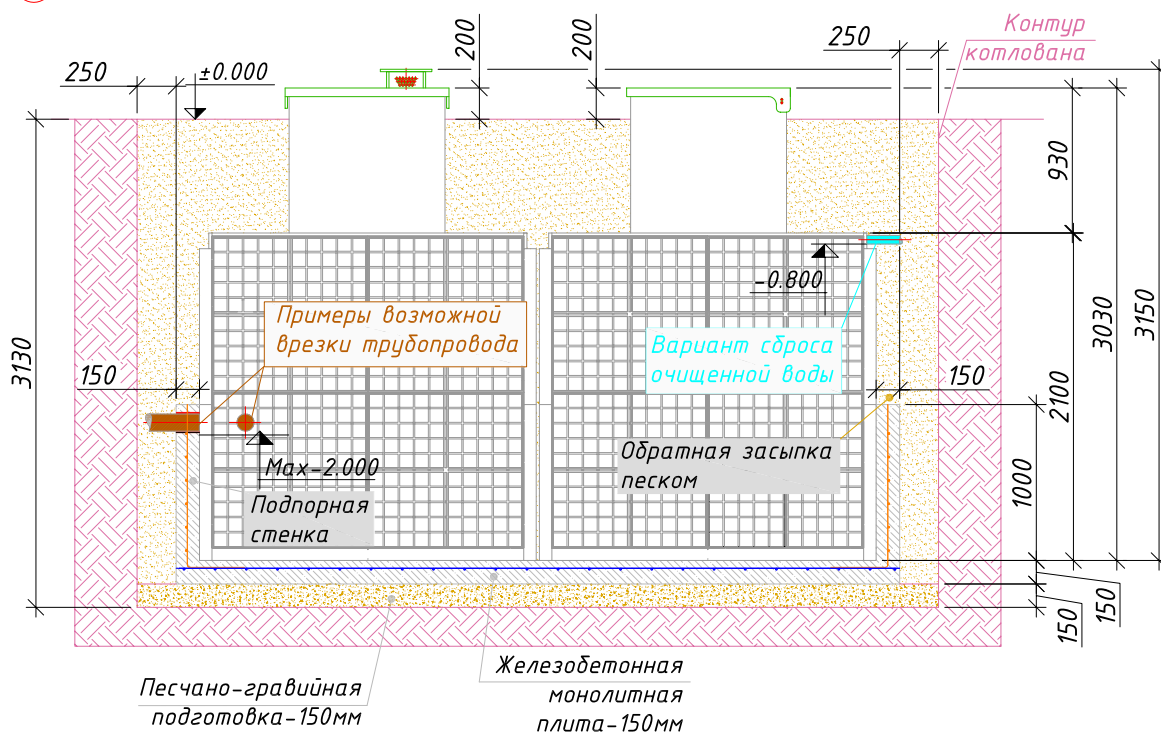 Контур
котлована
200
200
250
250
±0.000
930
3030
3150
3130
-0.800
Примеры возможной
врезки трубопровода
Вариант сброса
очищенной воды
150
150
2100
Обратная засыпка
песком
Max-2.000
1000
Подпорная
стенка
150
150
Железобетонная
монолитная
плита-150мм
Песчано-гравийная
подготовка-150мм